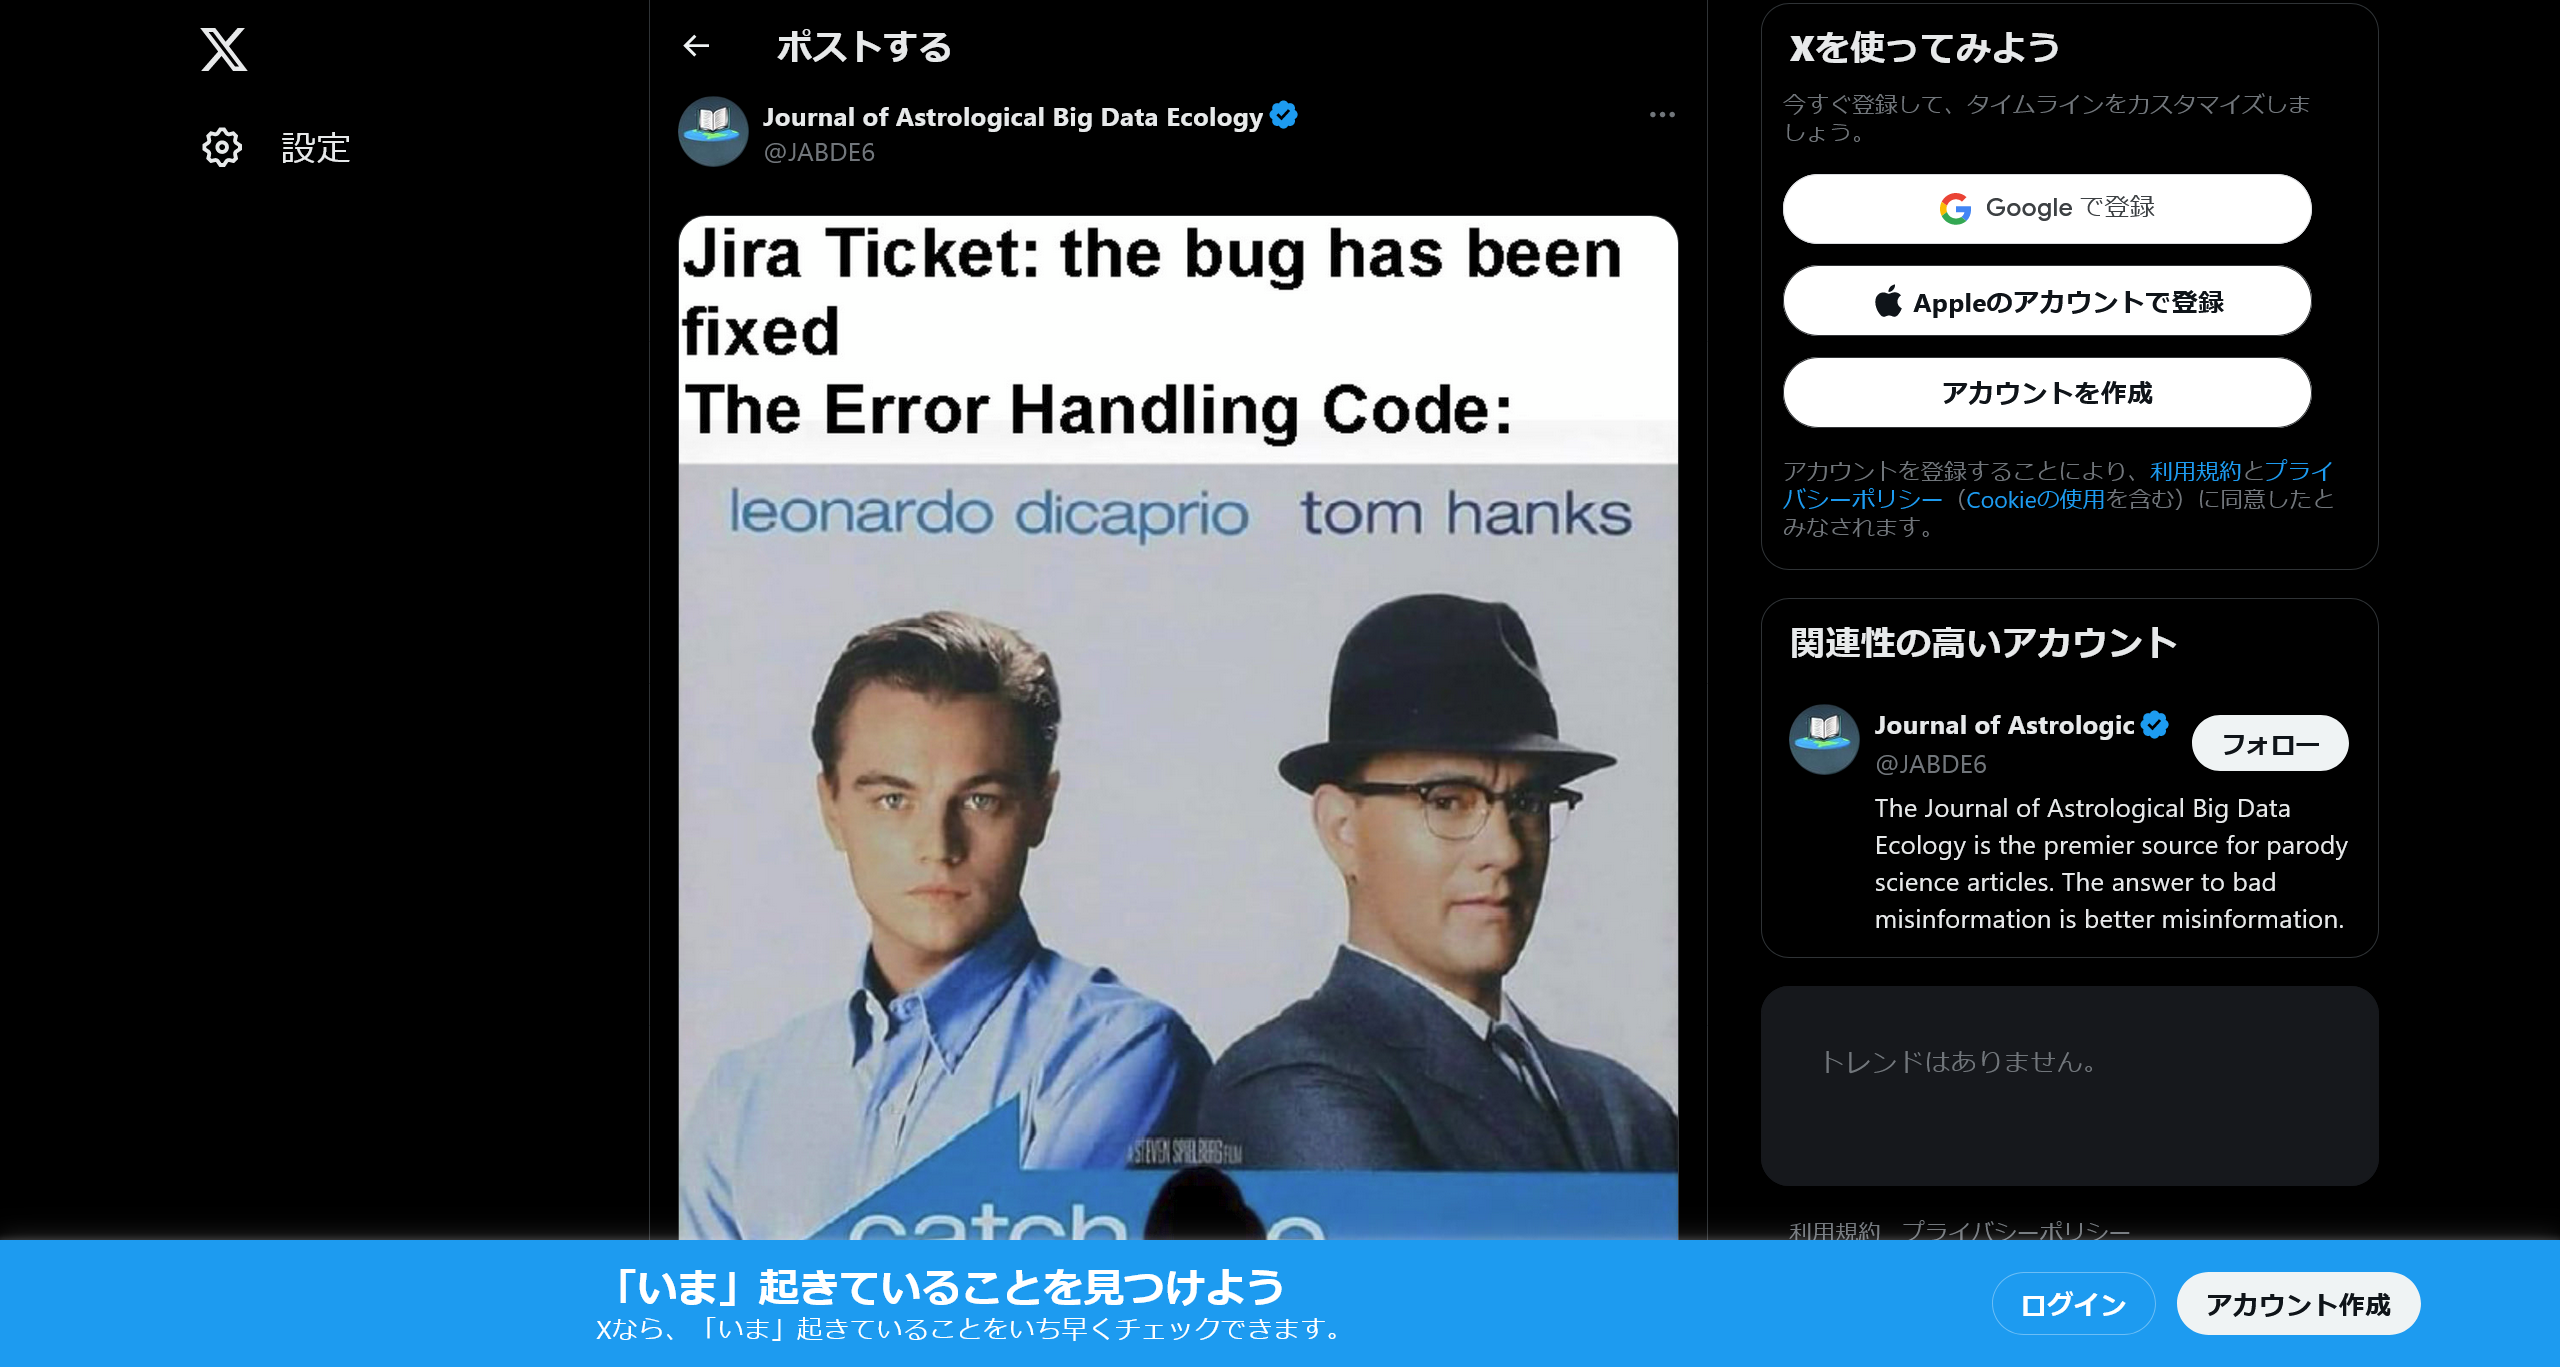 設定
ポストする
Journal of Astrological Big Data Ecology
@JABDE6
Jira Ticket: the bug has been
fixed
The Error Handling Code:
leonardo dicaprio tom hanks
A STEVEN SPIELBERG FILM
catch
Xを使ってみよう
今すぐ登録して、タイムラインをカスタマイズしま
しょう。
Google で登録
Appleのアカウントで登録
アカウントを作成
アカウントを登録することにより、利用規約とプライ
バシーポリシー（Cookieの使用を含む）に同意したと
みなされます。
関連性の高いアカウント
Journal of Astrologic
@JABDE6
フォロー
The Journal of Astrological Big Data
Ecology is the premier source for parody
science articles. The answer to bad
misinformation is better misinformation.
トレンドはありません。
利用規約 プライバシーポリシー
「いま」起きていることを見つけよう
Xなら、「いま」起きていることをいち早くチェックできます。
ログイン
アカウント作成